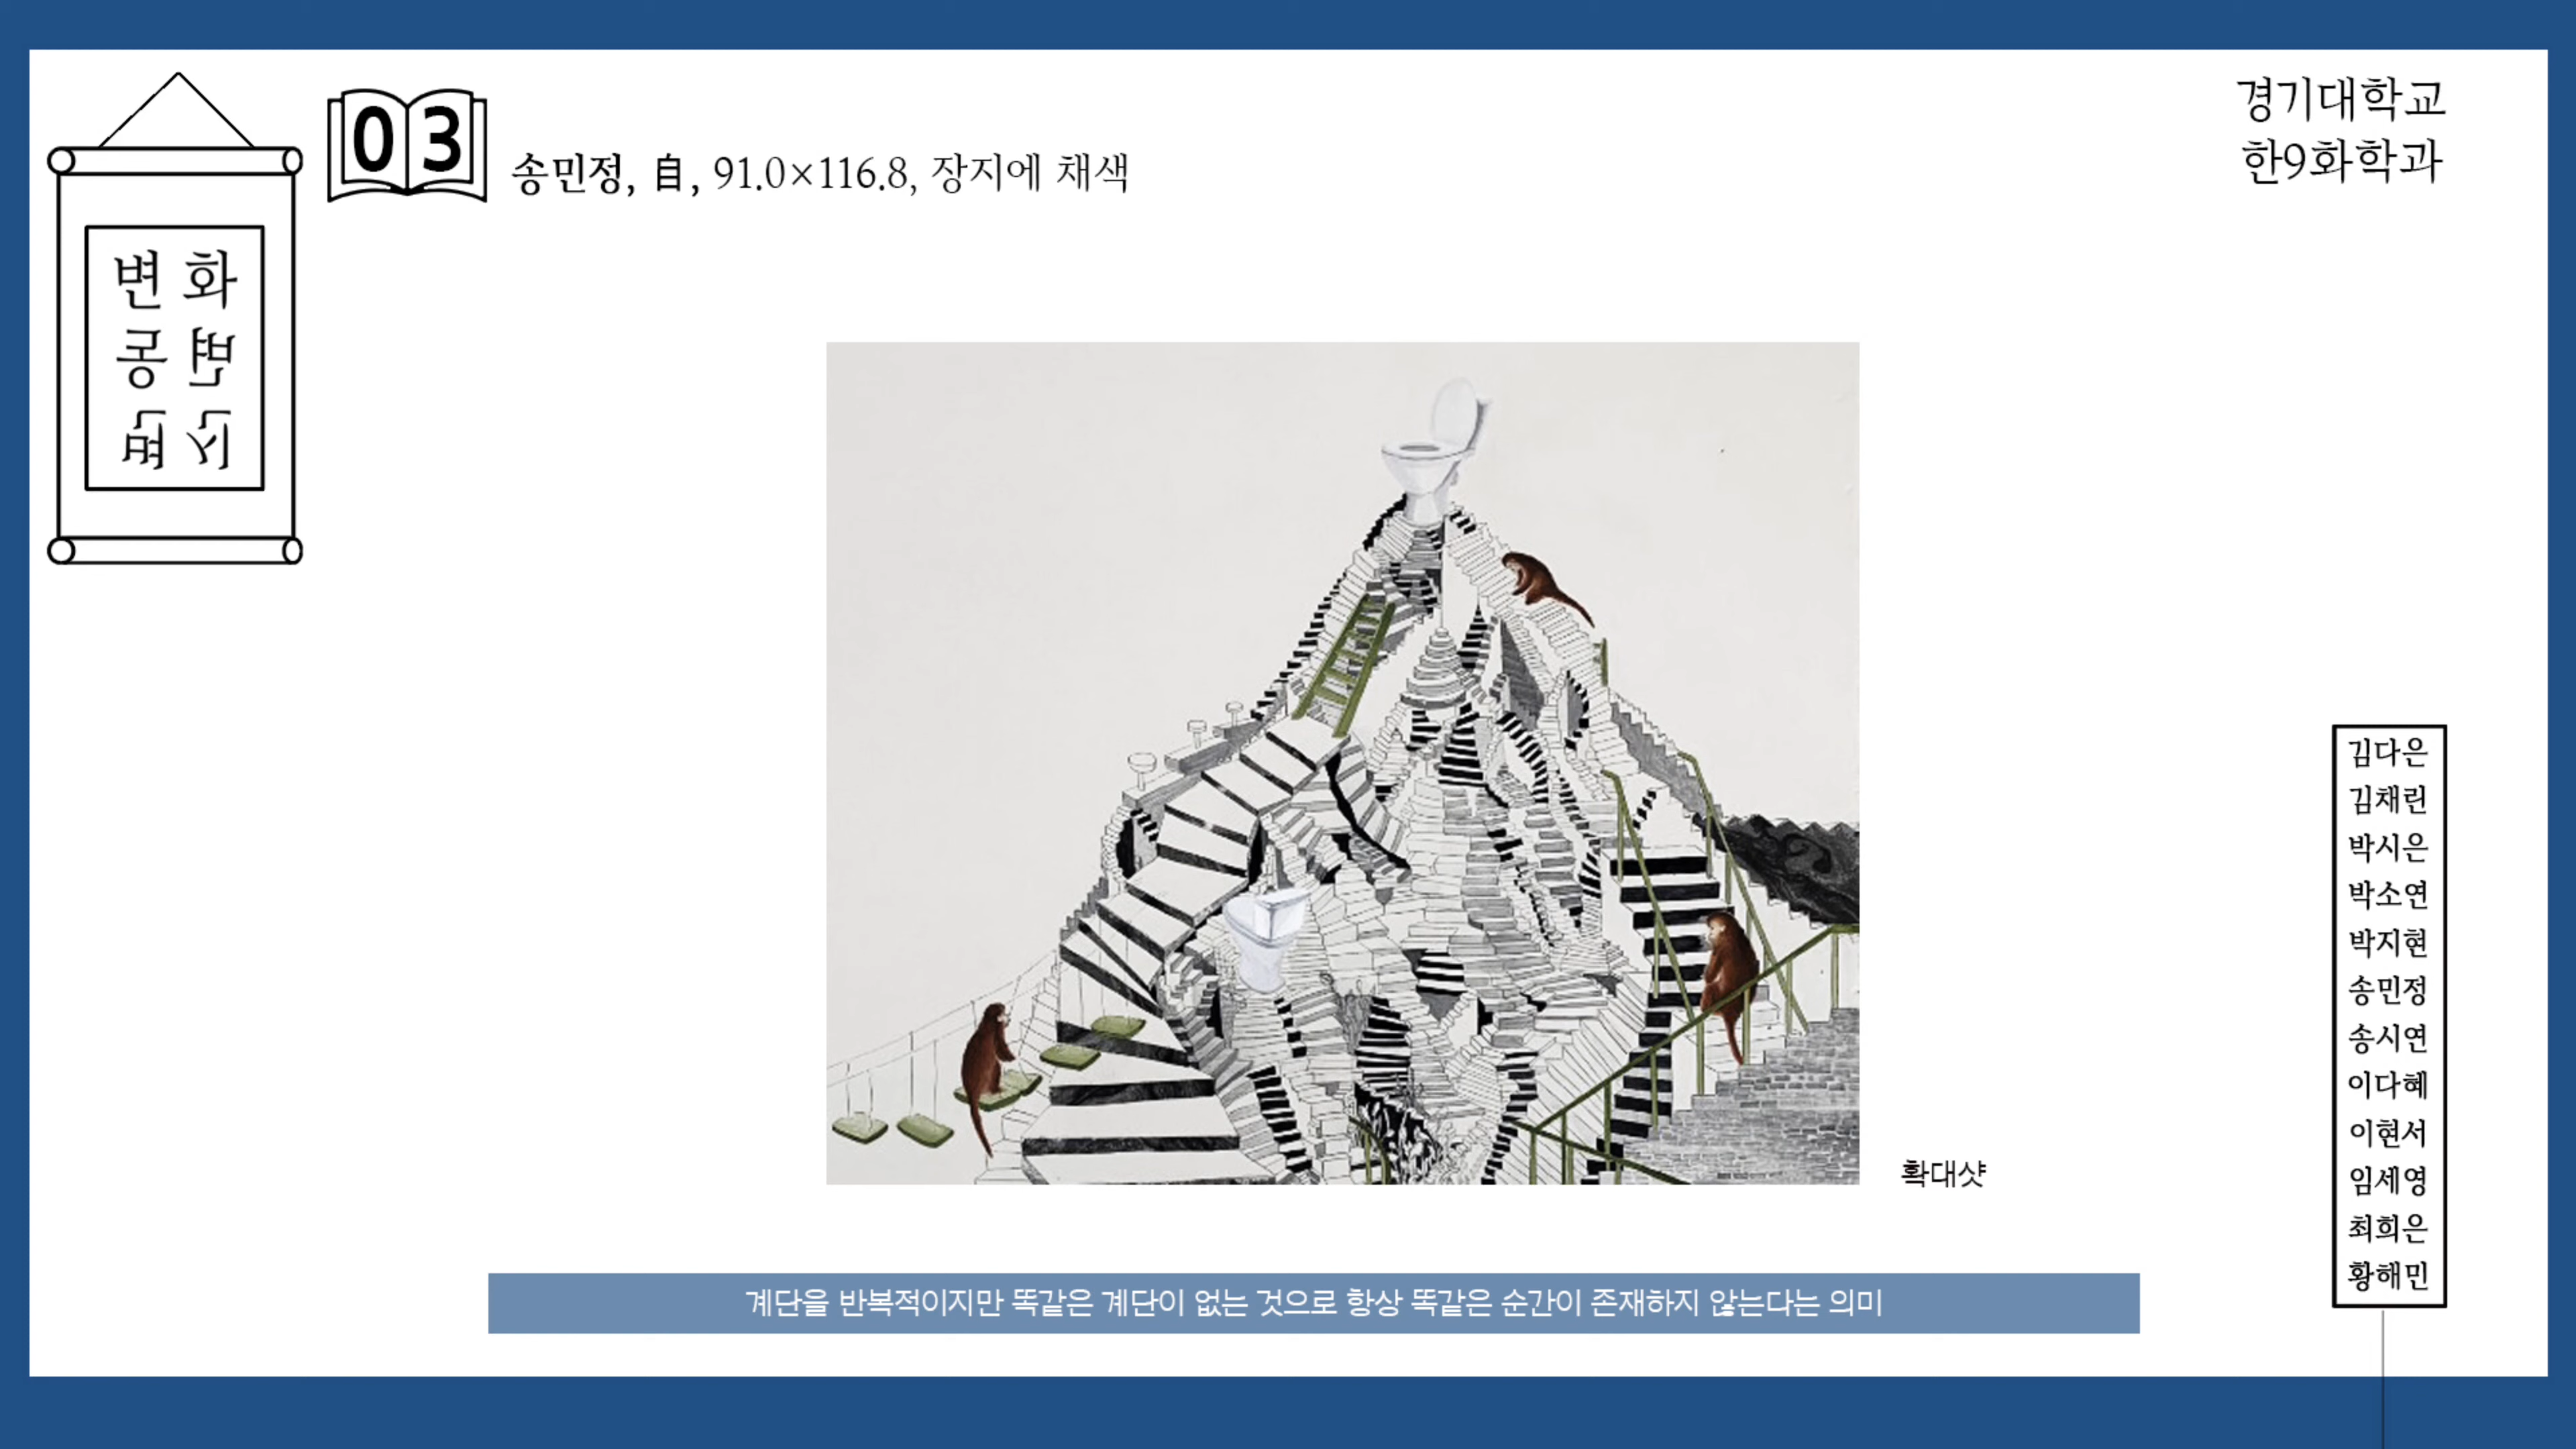 변화
동변
변신
03
송민정, 自, 91.0×116.8, 장지에 채색
경기대학교
한9화학과
확대샷
김다은
김채린
박시은
박소연
박지현
송민정
송시연
이다혜
이현서
임세영
최희은
황해민
계단을 반복적이지만 똑같은 계단이 없는 것으로 항상 똑같은 순간이 존재하지 않는다는 의미